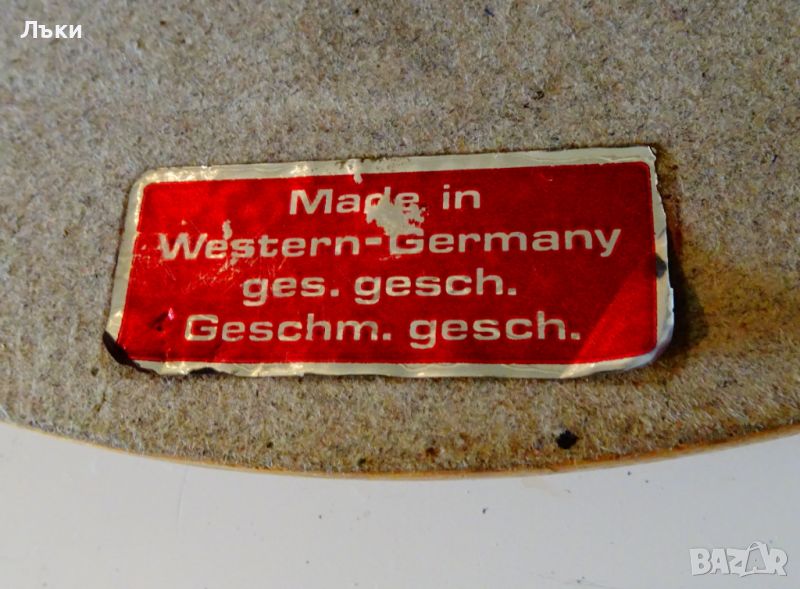 Лъки
Made in
Western-Germany
ges. gesch.
Geschm. gesch.
BAZAR